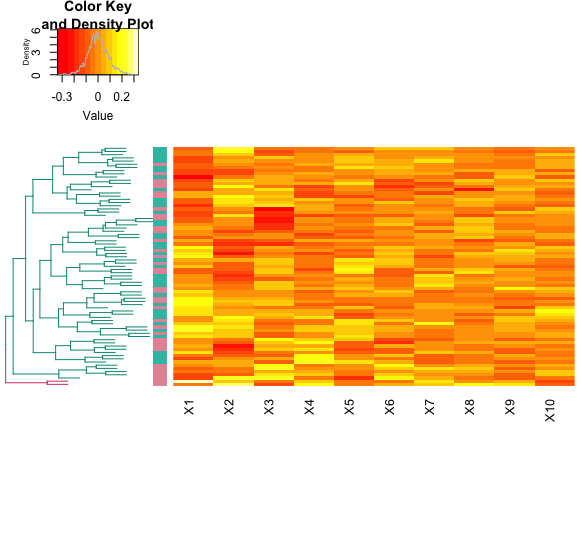 Color Key
and Density Plot
Density
0 3 6
-0.3 0 0.2
Value
X1 X2 X3 X4 X5 X6 X7 X8 X9 X10